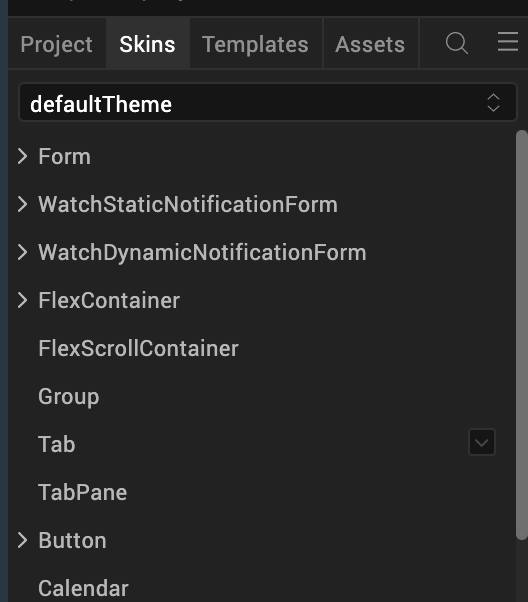 Project Skins Templates Assets
defaultTheme
Form
WatchStaticNotificationForm
WatchDynamicNotificationForm
FlexContainer
FlexScrollContainer
Group
Tab
TabPane
Button
Calendar